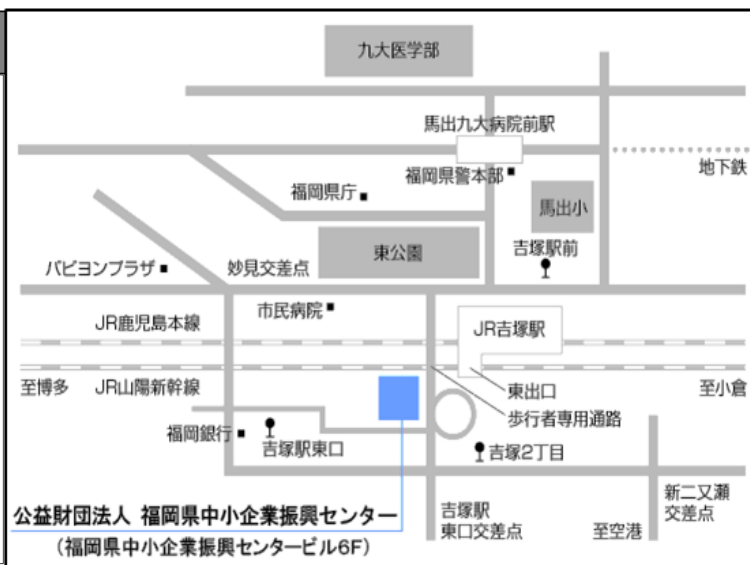 九大医学部
馬出九大病院前駅
地下鉄
福岡県警本部
福岡県庁
馬出小
東公園
吉塚駅前
パピヨンプラザ
妙見交差点
市民病院
JR鹿児島本線
JR吉塚駅
至博多
JR山陽新幹線
東出口
至小倉
歩行者専用通路
福岡銀行
吉塚駅東口
吉塚2丁目
公益財団法人 福岡県中小企業振興センター
(福岡県中小企業振興センタービル6F)
吉塚駅
東口交差点
至空港
新二又瀬
交差点